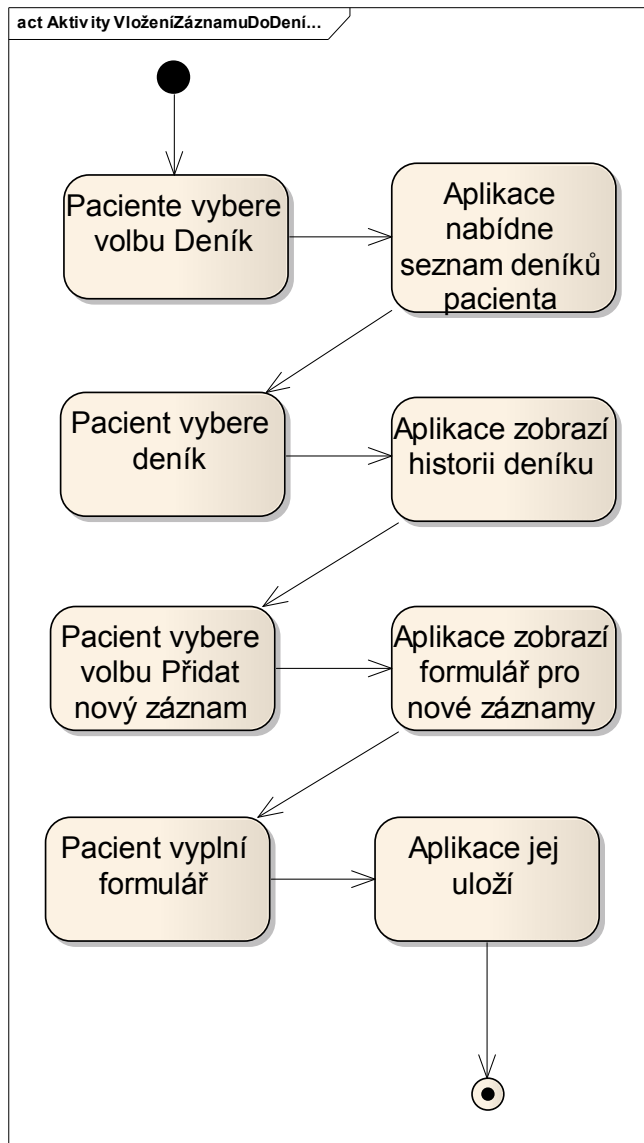 act Aktivity VloženíZáznamuDoDení...
Paciente vybere
volbu Deník
Aplikace
nabídne
seznam deníků
pacienta
Pacient vybere
deník
Aplikace zobrazí
historii deníku
Pacient vybere
volbu Přidat
nový záznam
Aplikace zobrazí
formulář pro
nové záznamy
Pacient vyplní
formulář
Aplikace jej
uloží